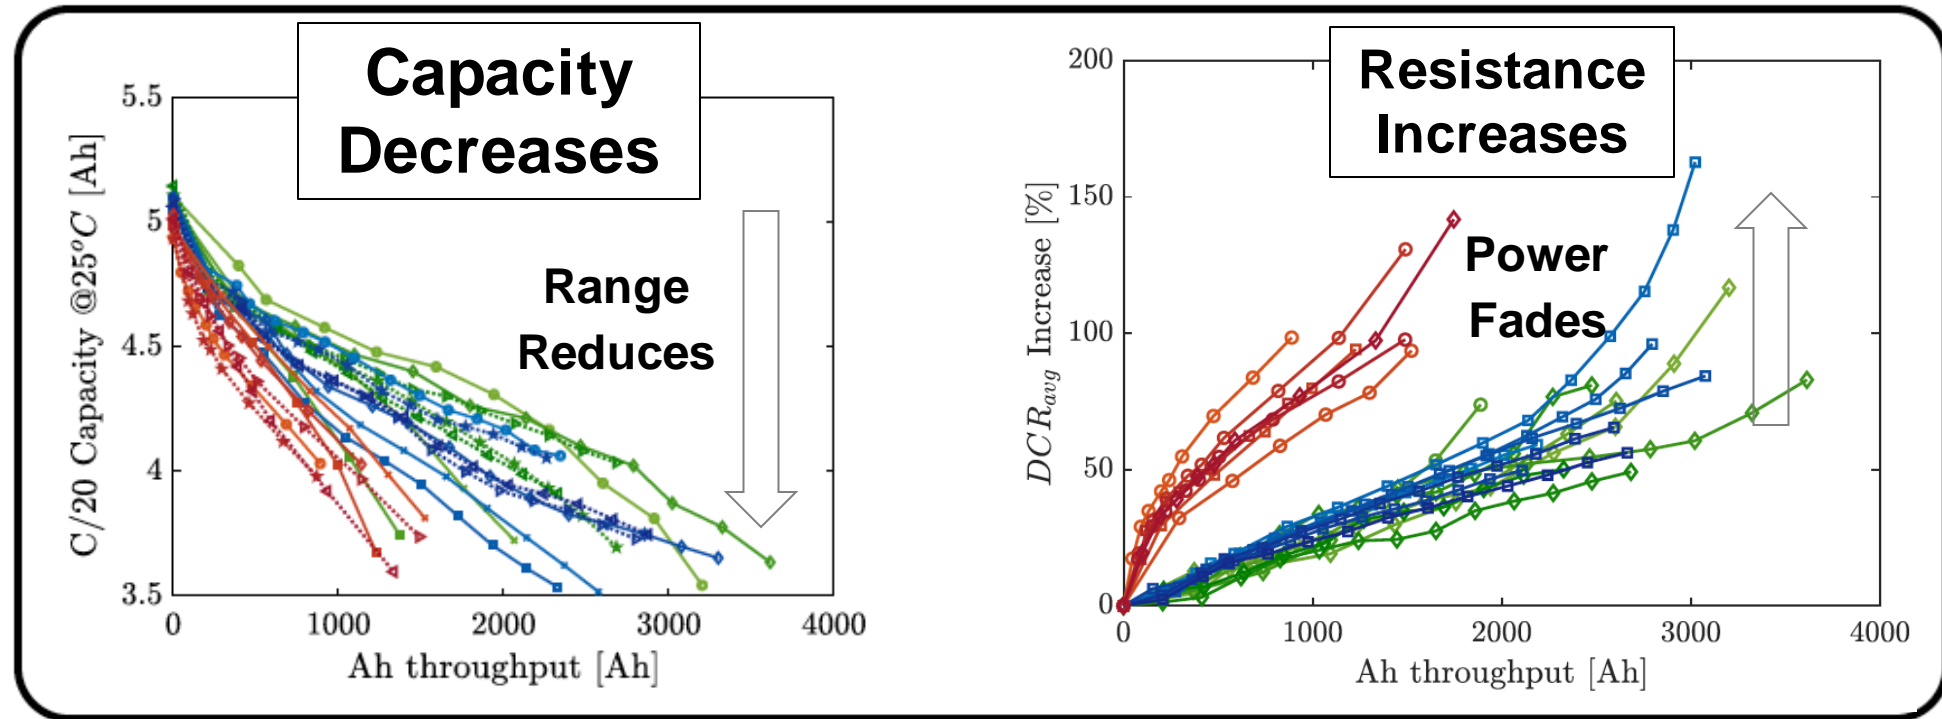 Capacity
Decreases
Range
Reduces
C/20 Capacity @25°C [Ah]
5.5
5
4.5
4
3.5
0
1000
2000
3000
4000
Ah throughput [Ah]
Resistance
Increases
Power
Fades
DCRavg Increase [%]
200
150
100
50
0
0
1000
2000
3000
4000
Ah throughput [Ah]